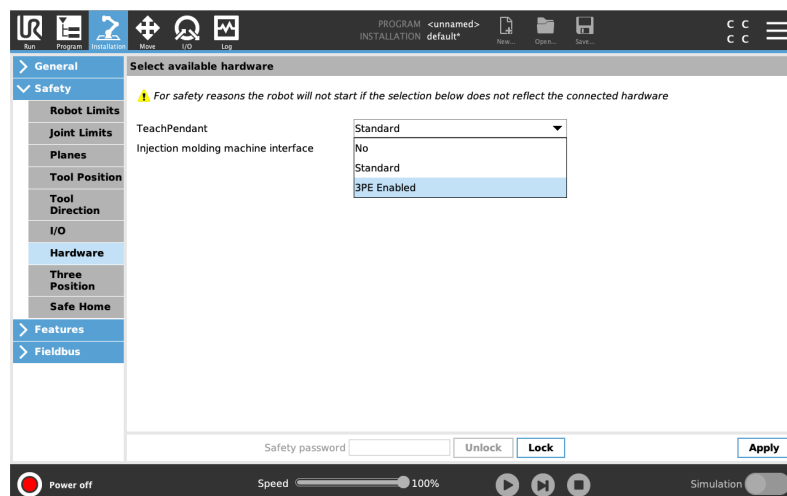 UR
Run
Program
Installation
Move
I/O
Log
PROGRAM <unnamed>
INSTALLATION default*
New...
Open...
Save...
C C
C C
General
Safety
Robot Limits
Joint Limits
Planes
Tool Position
Tool
Direction
I/O
Hardware
Three
Position
Safe Home
Features
Fieldbus
Select available hardware
For safety reasons the robot will not start if the selection below does not reflect the connected hardware
TeachPendant
Standard
Injection molding machine interface
No
Standard
3PE Enabled
Safety password
Unlock
Lock
Apply
Power off
Speed
100%
Simulation